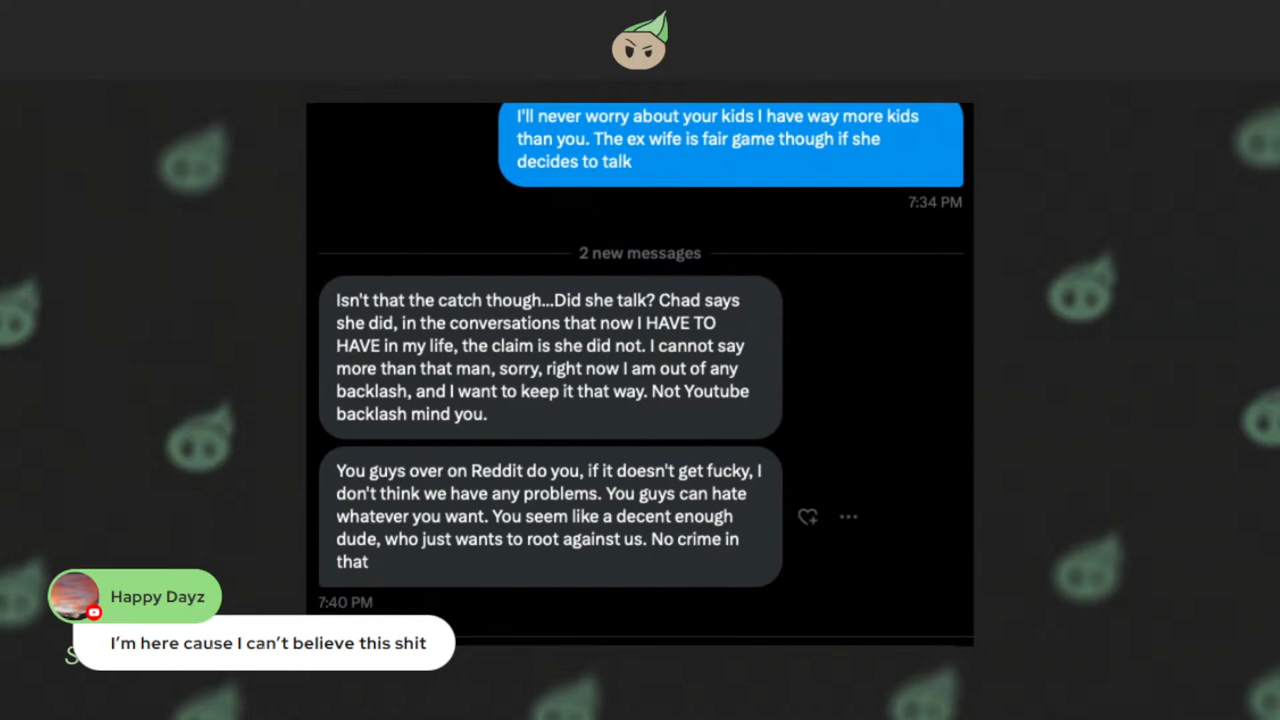 I'll never worry about your kids I have way more kids
than you. The ex wife is fair game though if she
decides to talk
7:34 PM
2 new messages
Isn't that the catch though...Did she talk? Chad says
she did, in the conversations that now I HAVE TO
HAVE in my life, the claim is she did not. I cannot say
more than that man, sorry, right now I am out of any
backlash, and I want to keep it that way. Not Youtube
backlash mind you.
You guys over on Reddit do you, if it doesn't get fucky, I
don't think we have any problems. You guys can hate
whatever you want. You seem like a decent enough
dude, who just wants to root against us. No crime in
that
7:40 PM
Happy Dayz
I'm here cause I can't believe this shit